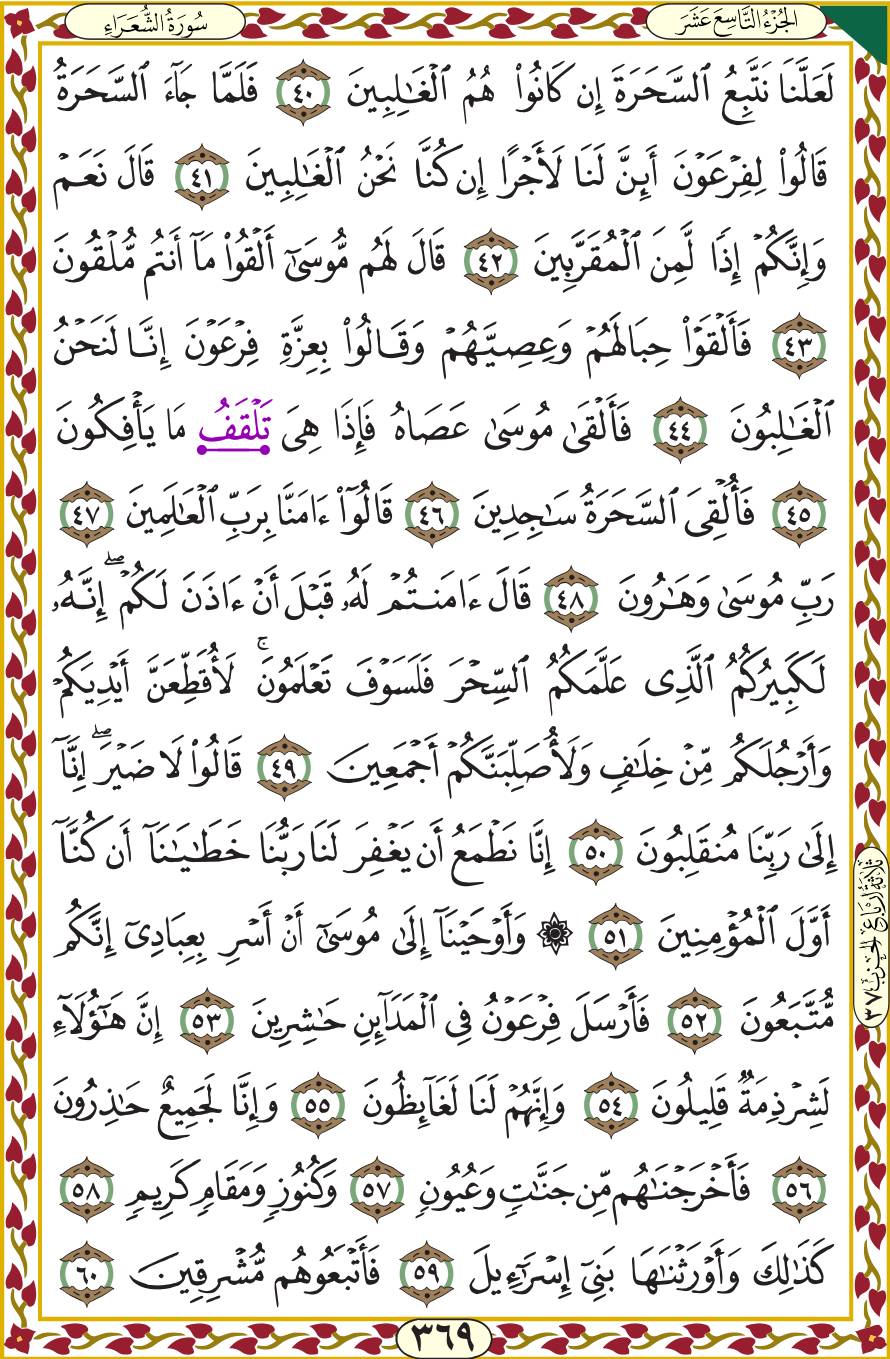 الجُزْءُ التَّاسِعَ عَشَرَ
سُورَةُ الشُّعَرَاءِ
لَعَلَّنَا نَتَّبِعُ ٱلسَّحَرَةَ إِن كَانُوا۟ هُمُ ٱلْغَـٰلِبِينَ ٤٠ فَلَمَّا جَآءَ ٱلسَّحَرَةُ
قَالُوا۟ لِفِرْعَوْنَ أَئِنَّ لَنَا لَأَجْرًا إِن كُنَّا نَحْنُ ٱلْغَـٰلِبِينَ ٤١ قَالَ نَعَمْ
وَإِنَّكُمْ إِذًا لَّمِنَ ٱلْمُقَرَّبِينَ ٤٢ قَالَ لَهُم مُّوسَىٰٓ أَلْقُوا۟ مَآ أَنتُم مُّلْقُونَ
٤٣ فَأَلْقَوْا۟ حِبَالَهُمْ وَعِصِيَّهُمْ وَقَالُوا۟ بِعِزَّةِ فِرْعَوْنَ إِنَّا لَنَحْنُ
ٱلْغَـٰلِبُونَ ٤٤ فَأَلْقَىٰ مُوسَىٰ عَصَاهُ فَإِذَا هِىَ تَلْقَفُ مَا يَأْفِكُونَ
٤٥ فَأُلْقِىَ ٱلسَّحَرَةُ سَـٰجِدِينَ ٤٦ قَالُوٓا۟ ءَامَنَّا بِرَبِّ ٱلْعَـٰلَمِينَ ٤٧
رَبِّ مُوسَىٰ وَهَـٰرُونَ ٤٨ قَالَ ءَامَنتُمْ لَهُۥ قَبْلَ أَنْ ءَاذَنَ لَكُمْ ۖ إِنَّهُۥ
لَكَبِيرُكُمُ ٱلَّذِى عَلَّمَكُمُ ٱلسِّحْرَ فَلَسَوْفَ تَعْلَمُونَ ۚ لَأُقَطِّعَنَّ أَيْدِيَكُمْ
وَأَرْجُلَكُم مِّنْ خِلَـٰفٍ وَلَأُصَلِّبَنَّكُمْ أَجْمَعِينَ ٤٩ قَالُوا۟ لَا ضَيْرَ ۖ إِنَّآ
إِلَىٰ رَبِّنَا مُنقَلِبُونَ ٥٠ إِنَّا نَطْمَعُ أَن يَغْفِرَ لَنَا رَبُّنَا خَطَـٰيَـٰنَآ أَن كُنَّآ
أَوَّلَ ٱلْمُؤْمِنِينَ ٥١ ۞ وَأَوْحَيْنَآ إِلَىٰ مُوسَىٰٓ أَنْ أَسْرِ بِعِبَادِىٓ إِنَّكُم
مُّتَّبَعُونَ ٥٢ فَأَرْسَلَ فِرْعَوْنُ فِى ٱلْمَدَآئِنِ حَـٰشِرِينَ ٥٣ إِنَّ هَـٰٓؤُلَآءِ
لَشِرْذِمَةٌ قَلِيلُونَ ٥٤ وَإِنَّهُمْ لَنَا لَغَآئِظُونَ ٥٥ وَإِنَّا لَجَمِيعٌ حَـٰذِرُونَ
٥٦ فَأَخْرَجْنَـٰهُم مِّن جَنَّـٰتٍ وَعُيُونٍ ٥٧ وَكُنُوزٍ وَمَقَامٍ كَرِيمٍ ٥٨
كَذَٰلِكَ وَأَوْرَثْنَـٰهَا بَنِىٓ إِسْرَٰٓءِيلَ ٥٩ فَأَتْبَعُوهُم مُّشْرِقِينَ ٦٠
ثلاثة أرباع الحزب ٣٧
٣٦٩